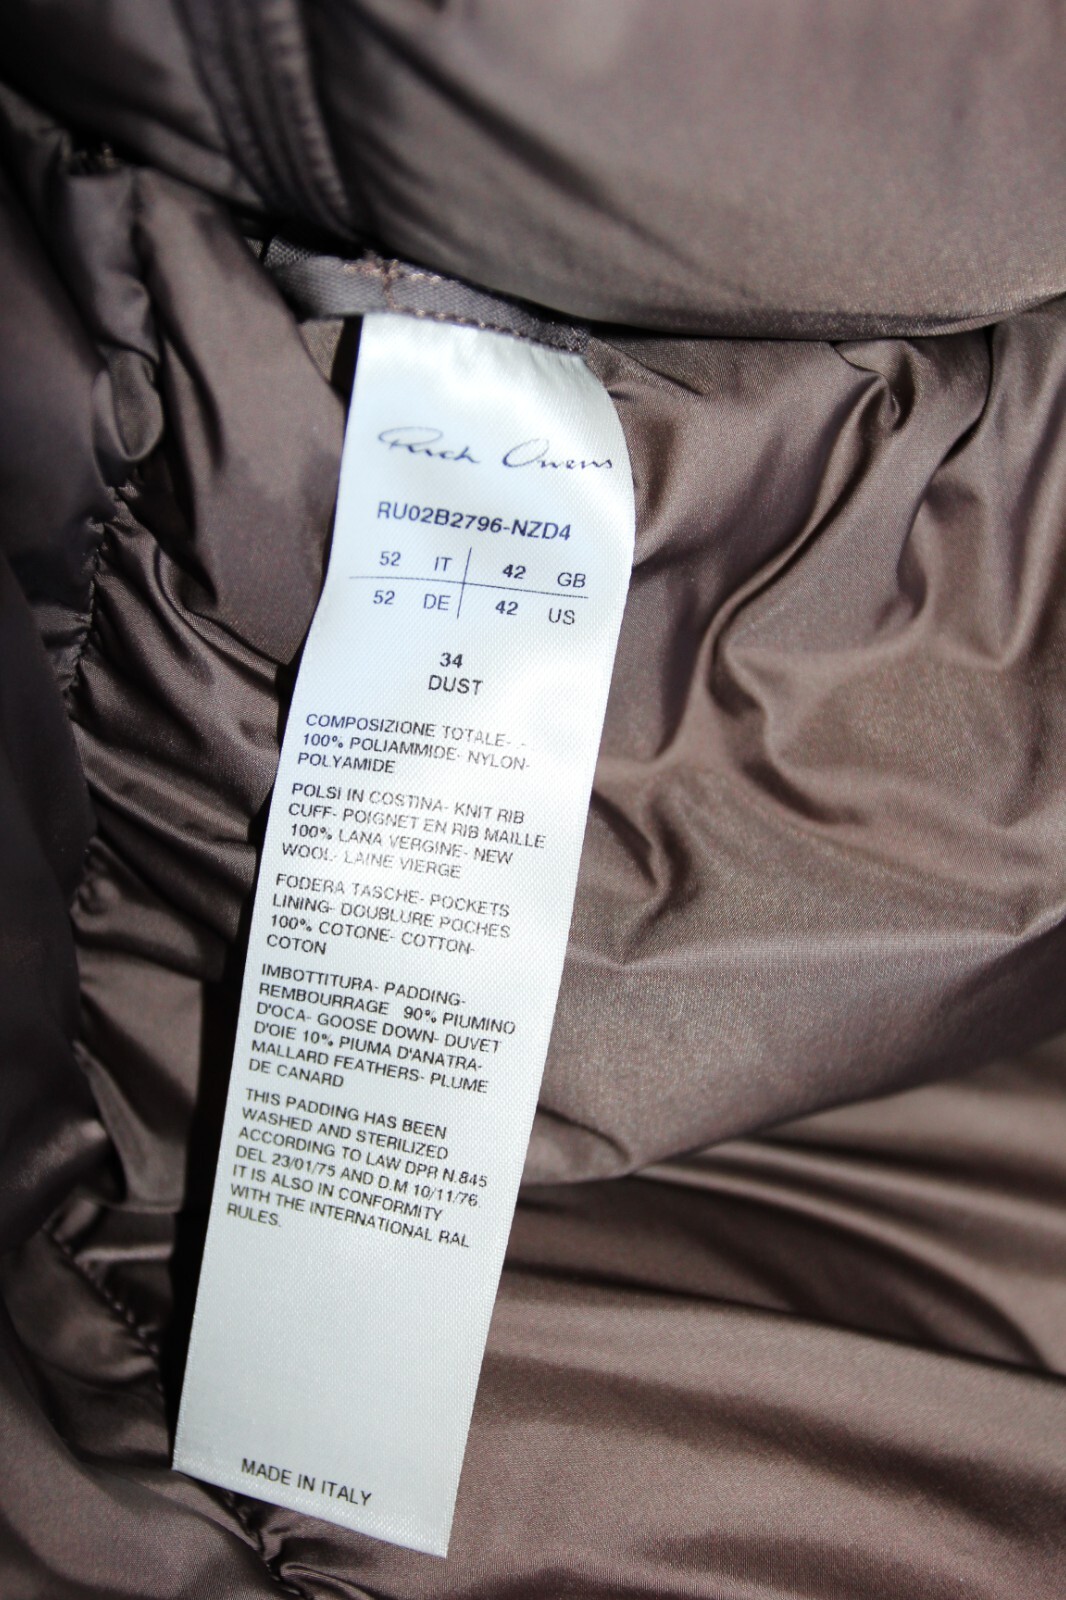 Rick Owens
RU02B2796-NZD4
52 IT 42 GB
52 DE 42 US
34
DUST
COMPOSIZIONE TOTALE- -
100% POLIAMMIDE- NYLON-
POLYAMIDE
POLSI IN COSTINA- KNIT RIB
CUFF- POIGNET EN RIB MAILLE
100% LANA VERGINE- NEW
WOOL- LAINE VIERGE
FODERA TASCHE- POCKETS
LINING- DOUBLURE POCHES
100% COTONE- COTTON-
COTON
IMBOTTITURA- PADDING-
REMBOURRAGE 90% PIUMINO
D'OCA- GOOSE DOWN- DUVET
D'OIE 10% PIUMA D'ANATRA-
MALLARD FEATHERS- PLUME
DE CANARD
THIS PADDING HAS BEEN
WASHED AND STERILIZED
ACCORDING TO LAW DPR N.845
DEL 23/01/75 AND D.M 10/11/76.
IT IS ALSO IN CONFORMITY
WITH THE INTERNATIONAL RAL
RULES.
MADE IN ITALY